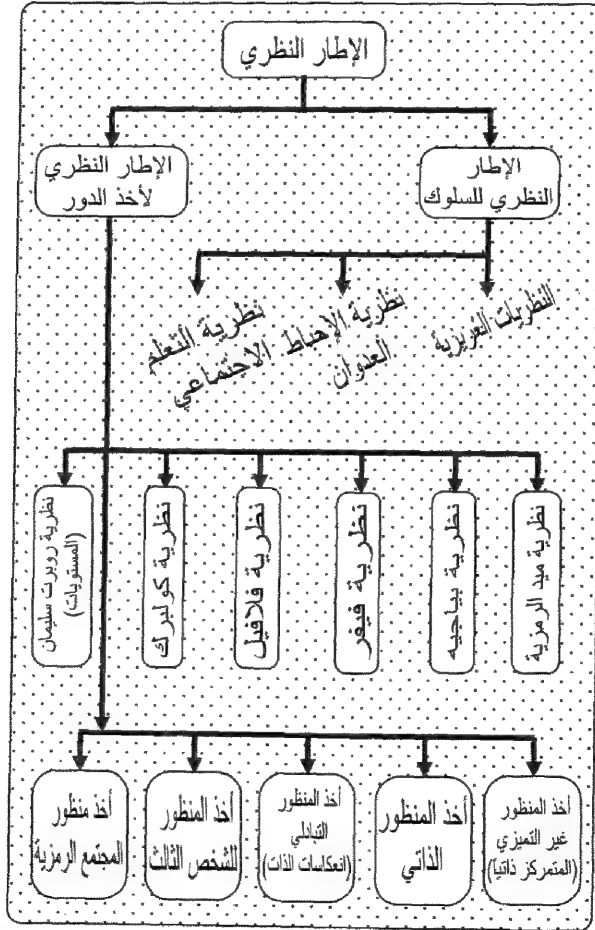 الإطار النظري
الإطار
النظري للسلوك
الإطار النظري
لأخذ الدور
النظريات الغريزية
نظرية الإحباط
العدوان
نظرية التعلم
الاجتماعي
نظرية ميد الرمزية
نظرية بياجيه
نظرية فيفر
نظرية فلافيل
نظرية كولبرك
نظرية روبرت سليمان
(المستويات)
أخذ المنظور
غير التميزي
(المتمركز ذاتياً)
أخذ المنظور
الذاتي
أخذ المنظور
التبادلي
(انعكاسات الذات)
أخذ المنظور
للشخص الثالث
أخذ منظور
المجتمع الرمزية